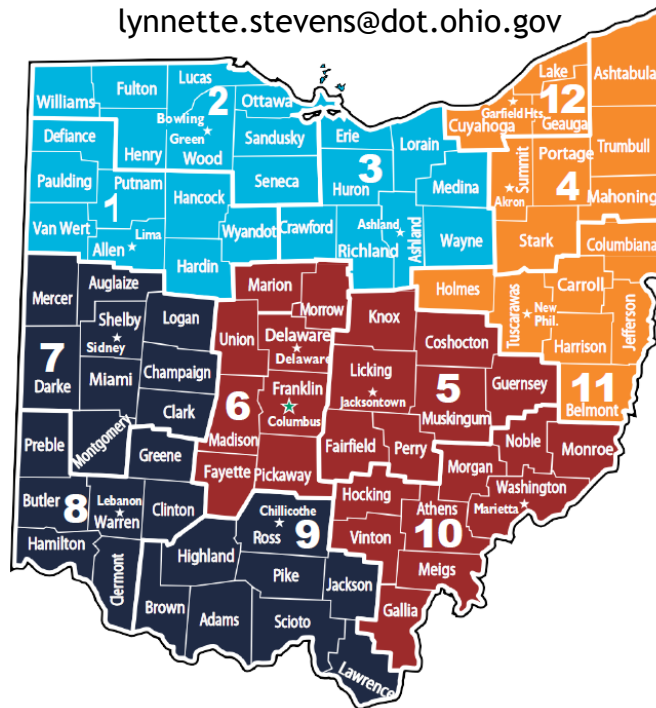 lynnette.stevens@dot.ohio.gov
Lake
Ashtabula
Lucas
Fulton
Williams
2
Ottawa
12
Bowling
Green
Garfield Hts.
Cuyahoga
Geauga
Erie
Lorain
Defiance
Henry
Wood
Sandusky
Trumbull
Portage
Summit
3
Huron
Medina
4
Paulding
Putnam
Seneca
Hancock
Akron
Mahoning
1
Van Wert
Lima
Allen
Wyandot
Crawford
Ashland
Richland
Ashland
Wayne
Stark
Columbiana
Hardin
Mercer
Auglaize
Marion
Morrow
Holmes
Carroll
Tuscarawas
New
Phil.
Jefferson
Shelby
Sidney
Logan
Union
Knox
Coshocton
Harrison
7
Darke
Miami
Champaign
Delaware
Delaware
Licking
Jacksontown
5
Muskingum
Guernsey
11
Belmont
Clark
6
Madison
Franklin
Columbus
Preble
Montgomery
Greene
Fayette
Pickaway
Fairfield
Perry
Noble
Monroe
Morgan
Washington
Marietta
Butler
8
Lebanon
Warren
Clinton
Chillicothe
Ross
9
Hocking
Athens
10
Hamilton
Clermont
Highland
Vinton
Meigs
Pike
Jackson
Gallia
Brown
Adams
Scioto
Lawrence